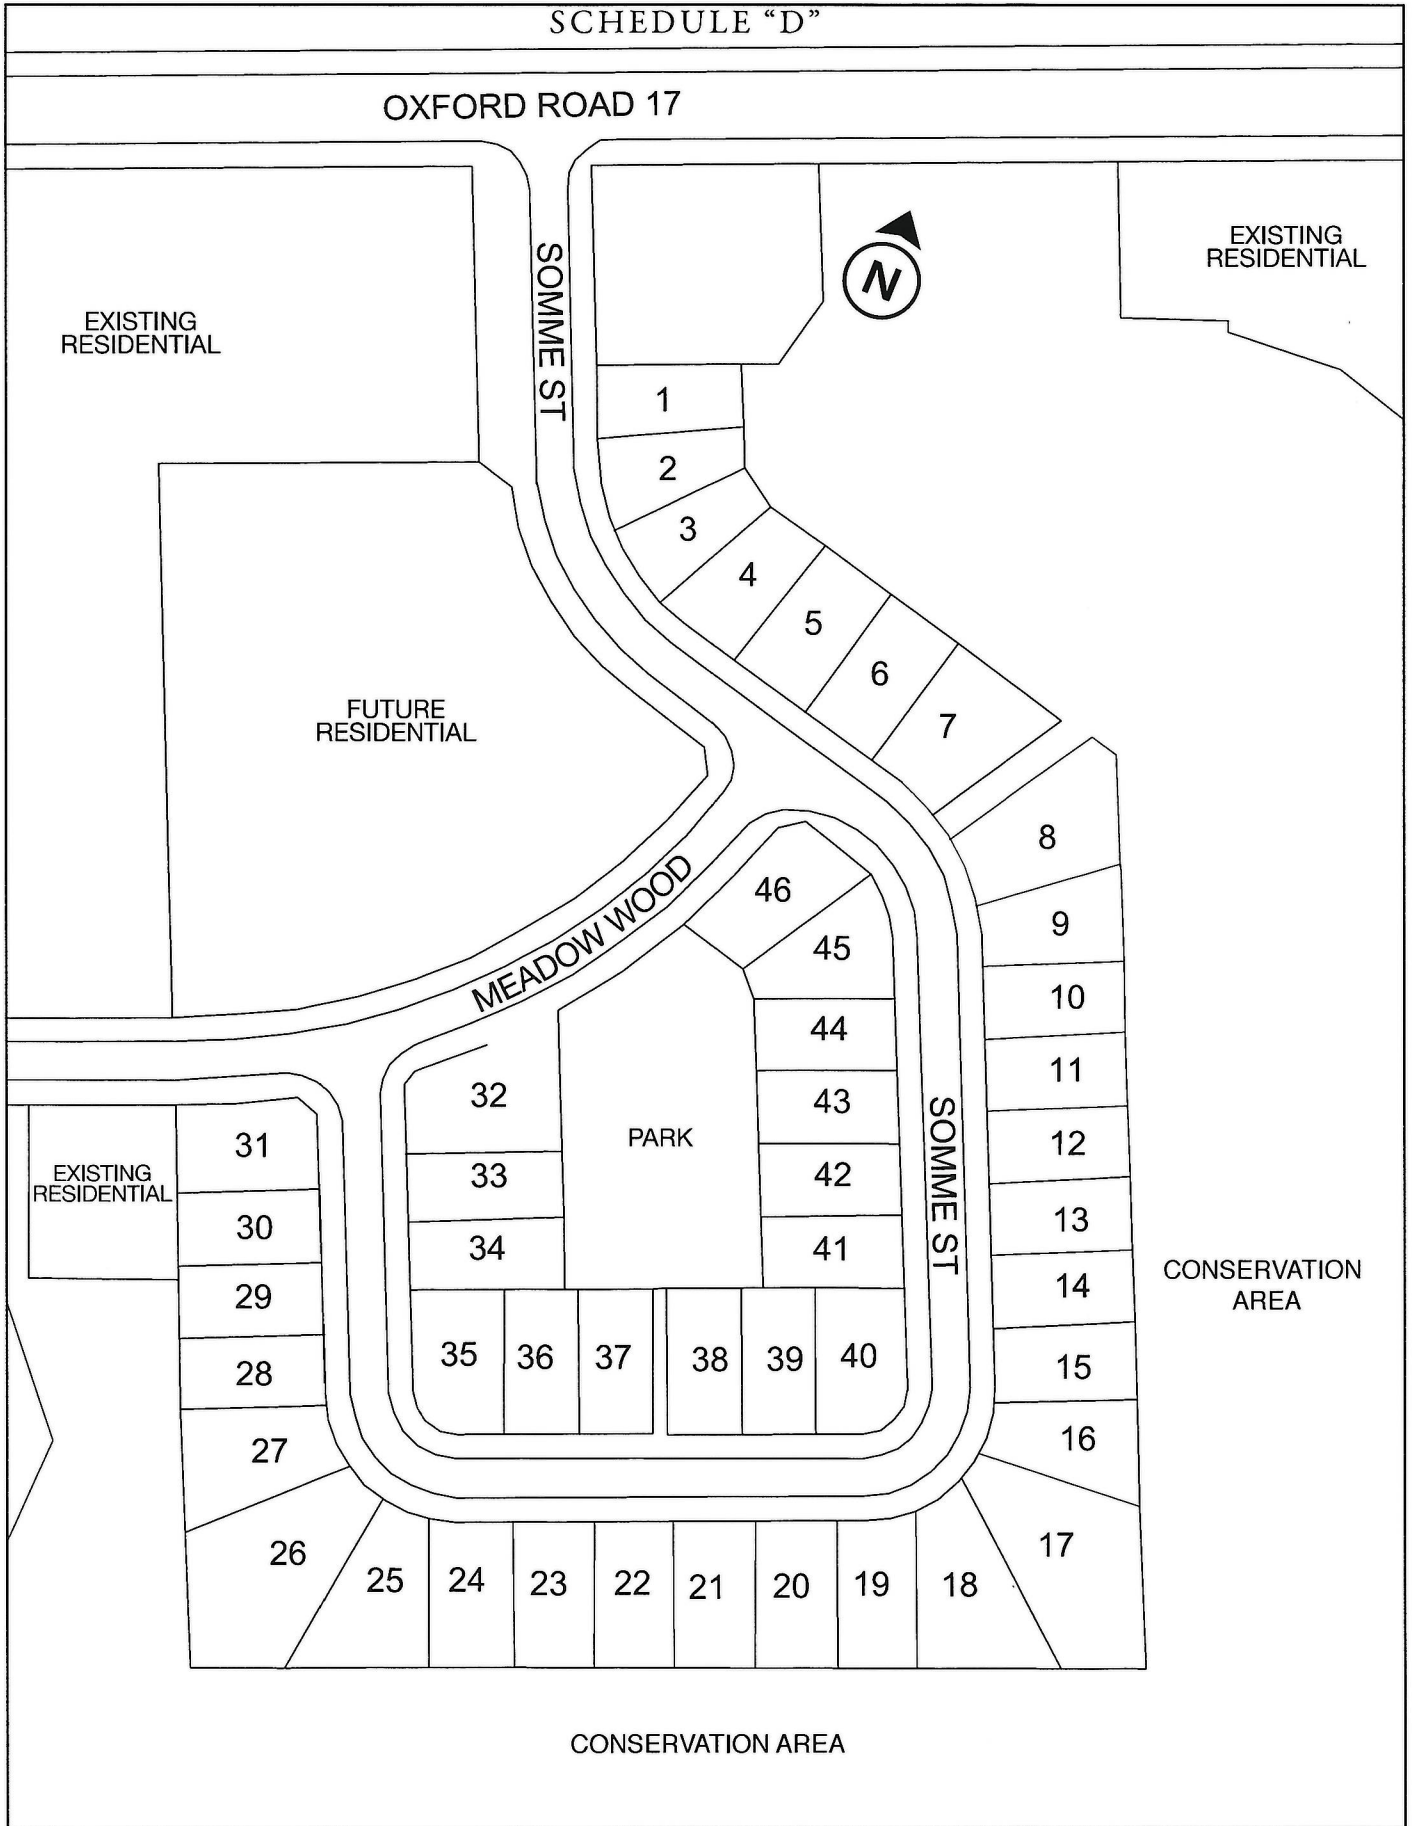 SCHEDULE “D”
OXFORD ROAD 17
SOMME ST
N
EXISTING
RESIDENTIAL
EXISTING
RESIDENTIAL
1
2
3
4
5
6
7
FUTURE
RESIDENTIAL
8
9
10
11
12
13
14
15
16
17
MEADOW WOOD
46
45
44
43
42
41
SOMME ST
PARK
32
33
34
31
30
29
28
27
EXISTING
RESIDENTIAL
CONSERVATION
AREA
35
36
37
38
39
40
26
25
24
23
22
21
20
19
18
CONSERVATION AREA